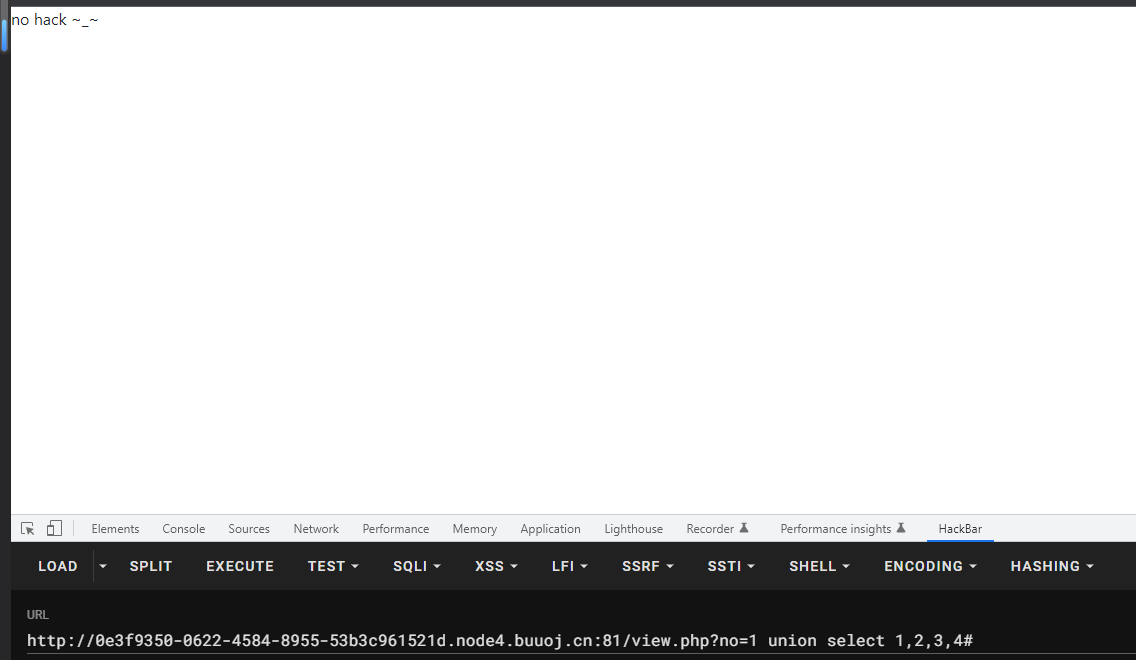 no hack ~_~
Elements Console Sources Network Performance Memory Application Lighthouse Recorder Performance insights HackBar
LOAD SPLIT EXECUTE TEST SQLI XSS LFI SSRF SSTI SHELL ENCODING HASHING
URL
http://0e3f9350-0622-4584-8955-53b3c961521d.node4.buuoj.cn:81/view.php?no=1 union select 1,2,3,4#